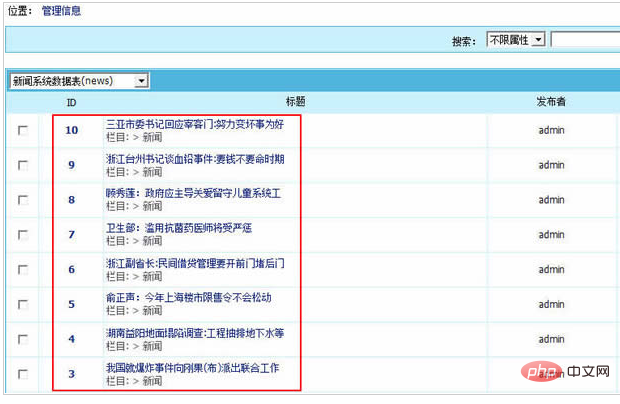 位置： 管理信息
搜索： 不限属性
新闻系统数据表(news)
ID 标题 发布者
10 三亚市委书记回应宰客门:努力变坏事为好 admin
栏目: > 新闻
9 浙江台州书记谈血铅事件:要钱不要命时期 admin
栏目: > 新闻
8 顾秀莲：政府应主导关爱留守儿童系统工 admin
栏目: > 新闻
7 卫生部：滥用抗菌药医师将受严惩 admin
栏目: > 新闻
6 浙江副省长:民间借贷管理要开前门堵后门 admin
栏目: > 新闻
5 俞正声：今年上海楼市限售令不会松动 admin
栏目: > 新闻
4 湖南益阳地面塌陷调查:工程抽排地下水等 admin
栏目: > 新闻
3 我国就爆炸事件向刚果(布)派出联合工作 admin
栏目: > 新闻
php 中文网